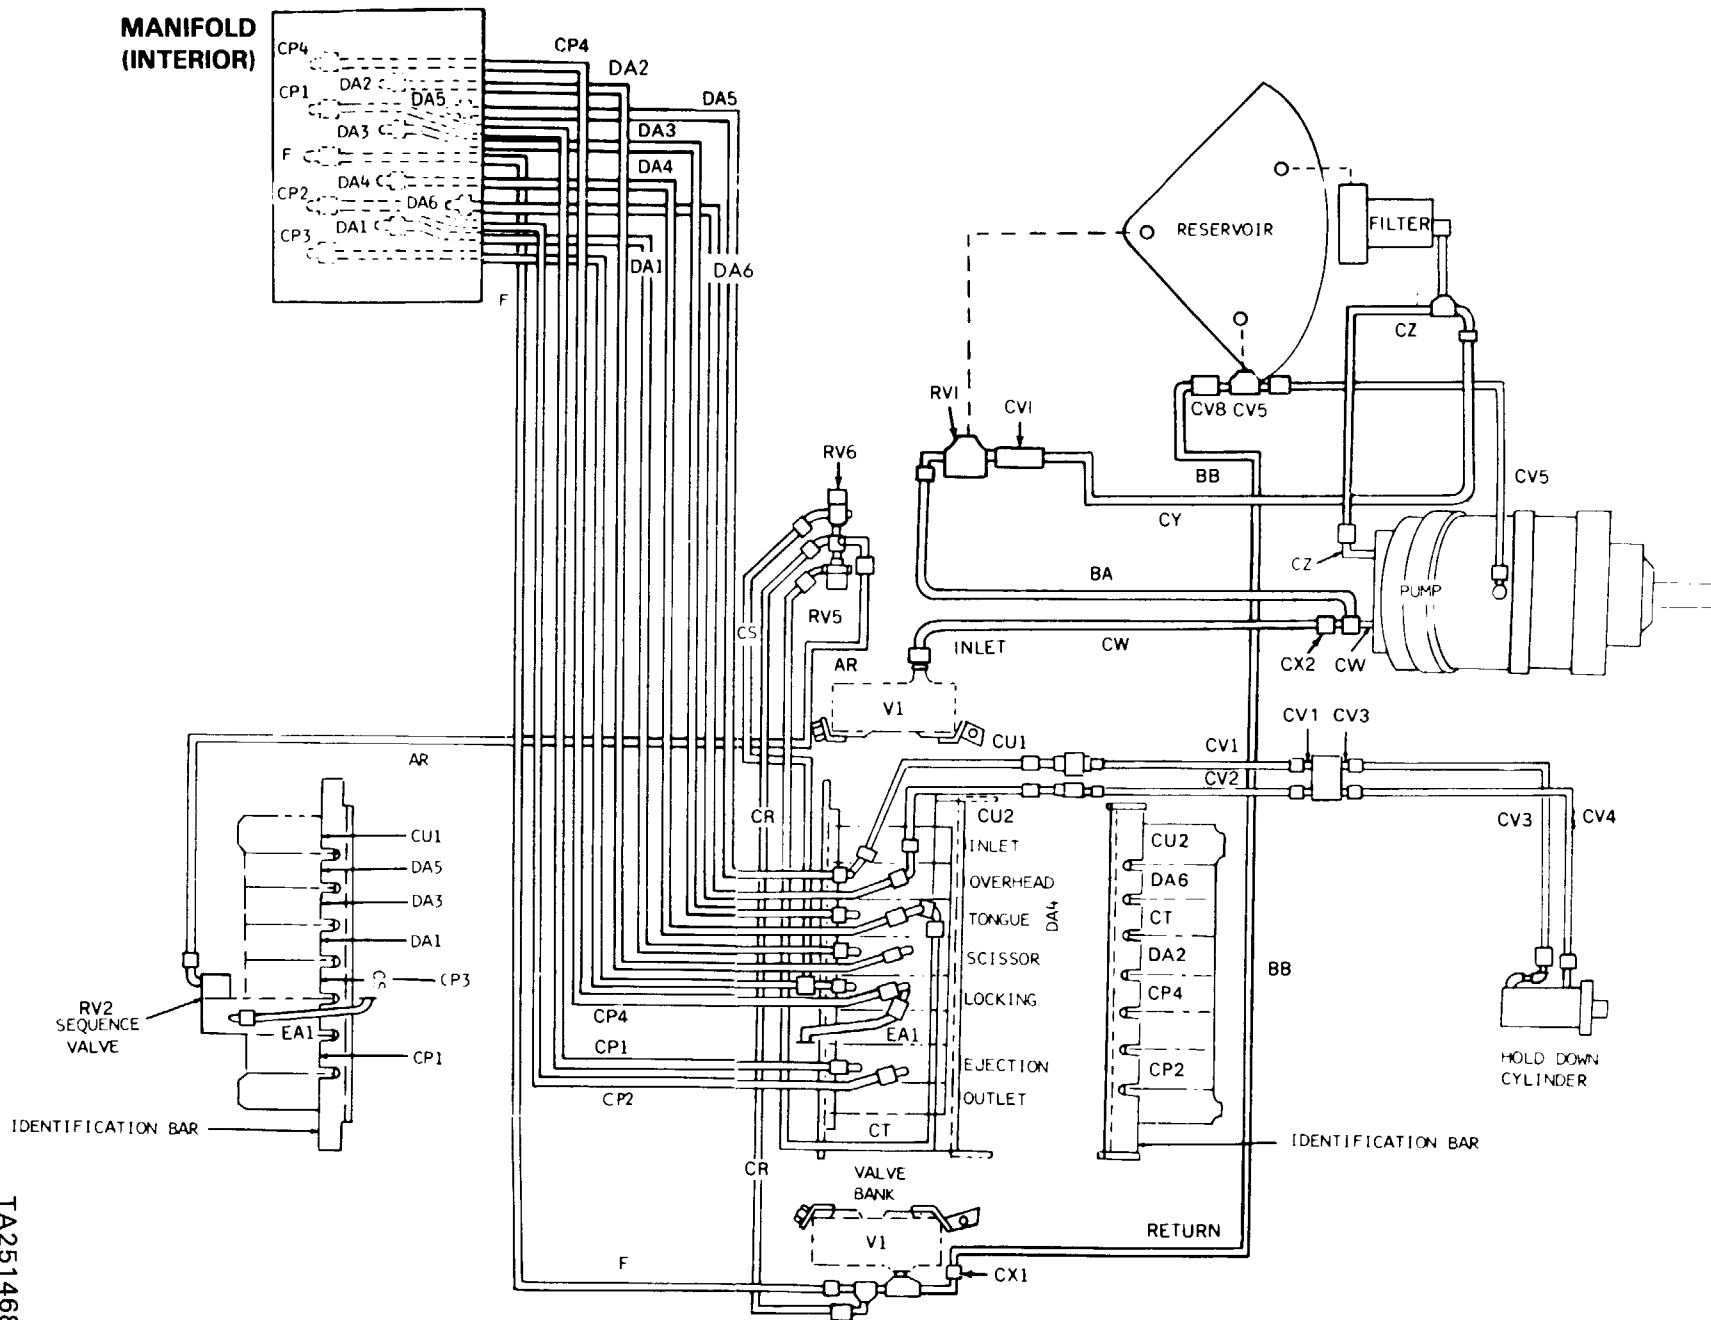 MANIFOLD
(INTERIOR)
CP4
CP4
DA2
DA2
CP1
DA5
DA5
DA3
DA3
F
DA4
DA4
CP2
DA6
DA1
CP3
DA1
DA6
F
RESERVOIR
FILTER
CZ
RV1
CV1
CV8 CV5
RV6
BB
CV5
CY
CZ
BA
PUMP
RV5
CS
AR
INLET
CW
CX2 CW
V1
CV1 CV3
CU1
CV1
AR
CV2
CR
CU2
CV3
CV4
CU1
INLET
CU2
DA5
OVERHEAD
DA6
DA3
TONGUE
DA4
CT
DA1
SCISSOR
DA2
CS
CP3
LOCKING
CP4
BB
RV2
SEQUENCE
VALVE
EA1
CP4
EA1
CP1
CP1
EJECTION
CP2
HOLD DOWN
CYLINDER
CP2
OUTLET
IDENTIFICATION BAR
CT
IDENTIFICATION BAR
CR
VALVE
BANK
V1
RETURN
F
CX1
TA251468